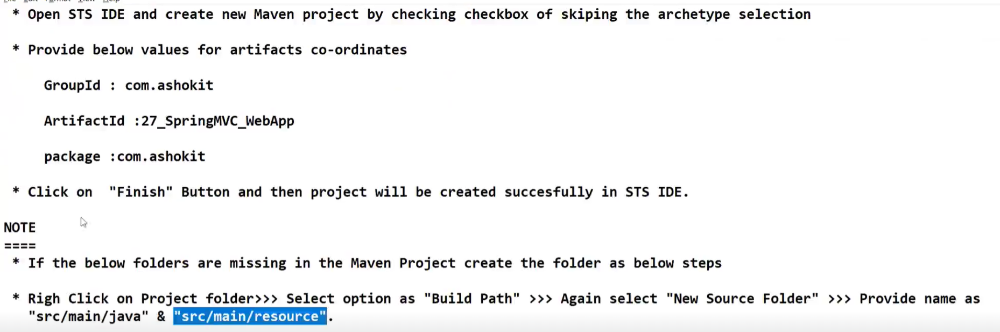 * Open STS IDE and create new Maven project by checking checkbox of skiping the archetype selection
* Provide below values for artifacts co-ordinates
GroupId : com.ashokit
ArtifactId :27_SpringMVC_WebApp
package :com.ashokit
* Click on  "Finish" Button and then project will be created succesfully in STS IDE.
NOTE
====
* If the below folders are missing in the Maven Project create the folder as below steps
* Righ Click on Project folder>>> Select option as "Build Path" >>> Again select "New Source Folder" >>> Provide name as
"src/main/java" & "src/main/resource".